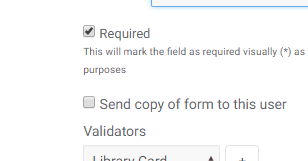 Required
This will mark the field as required visually (*) as
purposes
Send copy of form to this user
Validators
Library Card
+